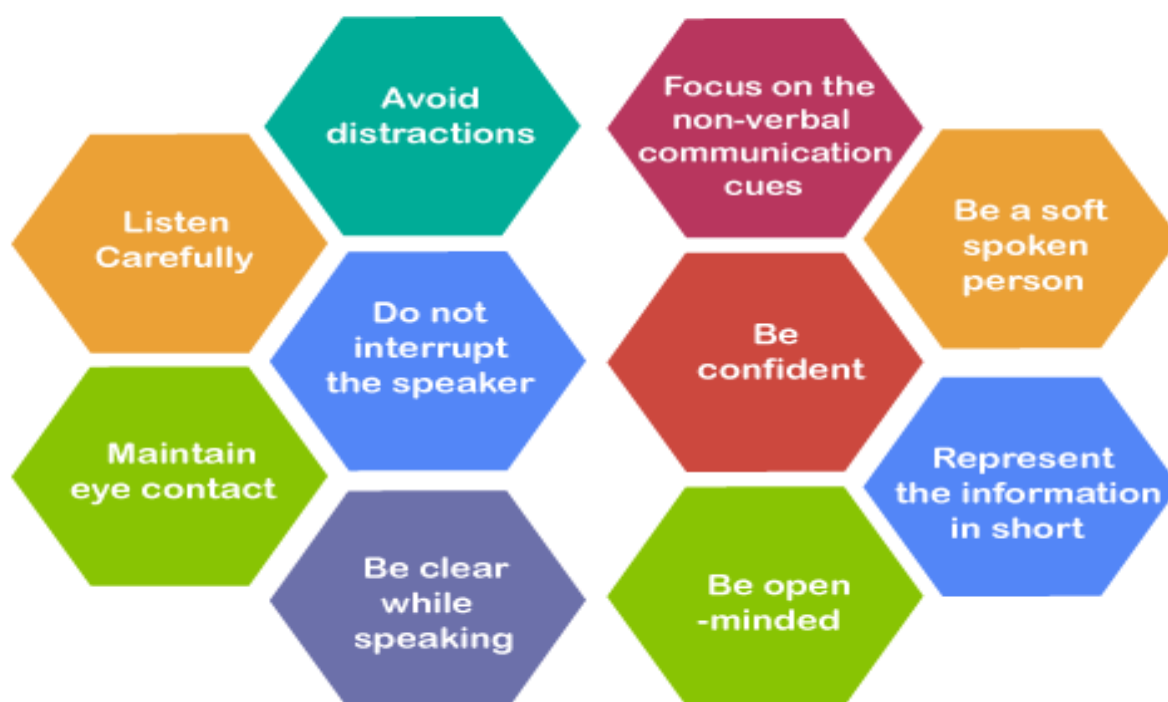 Avoid
distractions
Focus on the
non-verbal
communication
cues
Listen
Carefully
Be a soft
spoken
person
Do not
interrupt
the speaker
Be
confident
Maintain
eye contact
Represent
the information
in short
Be clear
while
speaking
Be open
-minded